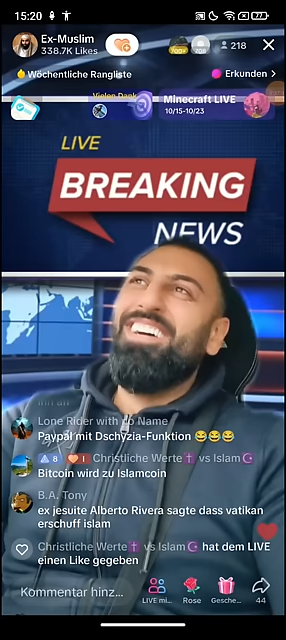 15:20
77
Ex-Muslim
338.7K Likes
218
Wöchentliche Rangliste
Erkunden >
Vielen Dank
Minecraft LIVE
10/15-10/23
LIVE
BREAKING
NEWS
Lone Rider with no Name
Paypal mit Dschyzia-Funktion 😂😂😂
8 1 Christliche Werte✝️ vs Islam☪️
Bitcoin wird zu Islamcoin
B.A. Tony
ex jesuite Alberto Rivera sagte dass vatikan
erschuff islam
Christliche Werte✝️ vs Islam☪️ hat dem LIVE
einen Like gegeben
Kommentar hinz...
LIVE mi...
Rose
Gesche...
44